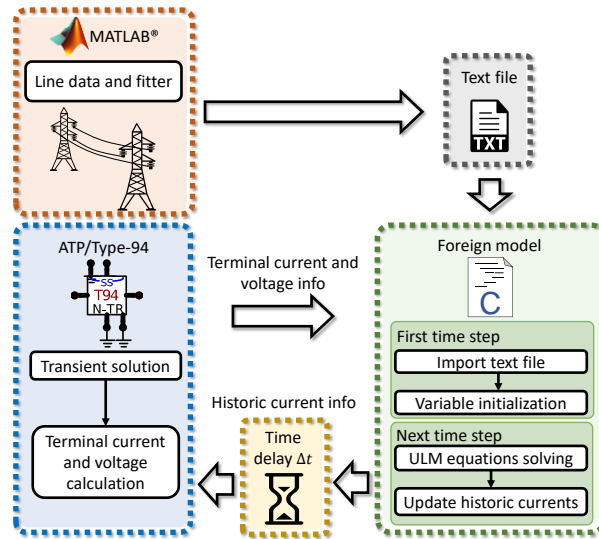 MATLAB®
Line data and fitter
Text file
TXT
ATP/Type-94
SS
T94
N-TR
Transient solution
Terminal current
and voltage
calculation
Terminal current and
voltage info
Historic current info
Time
delay Δt
Foreign model
C
First time step
Import text file
Variable initialization
Next time step
ULM equations solving
Update historic currents